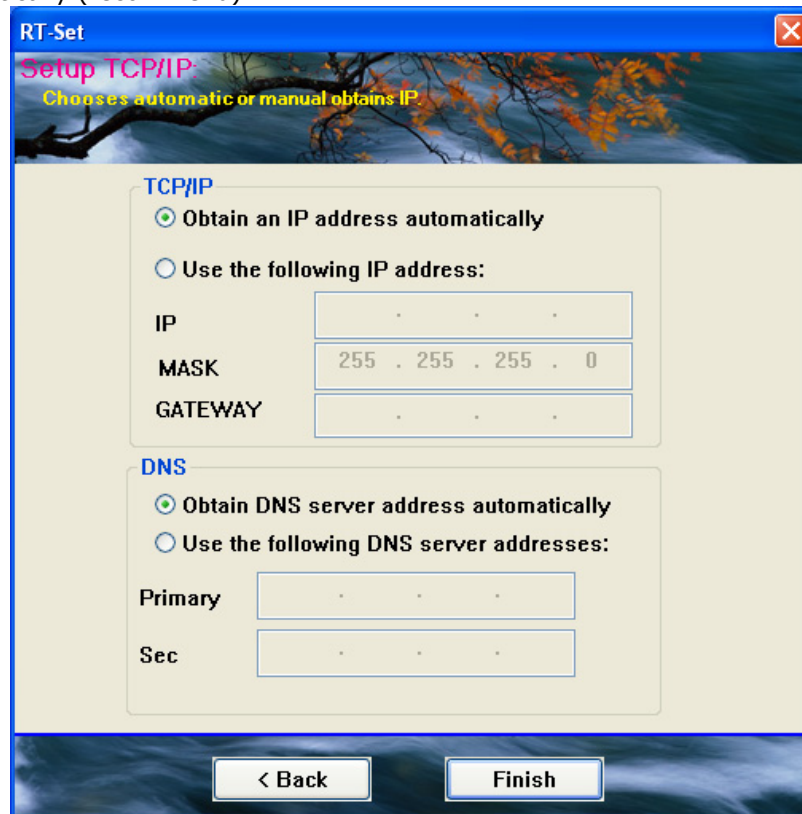 RT-Set
Setup TCP/IP:
Chooses automatic or manual obtains IP.
TCP/IP
Obtain an IP address automatically
Use the following IP address:
IP . . .
MASK 255 . 255 . 255 . 0
GATEWAY . . .
DNS
Obtain DNS server address automatically
Use the following DNS server addresses:
Primary . . .
Sec . . .
< Back Finish